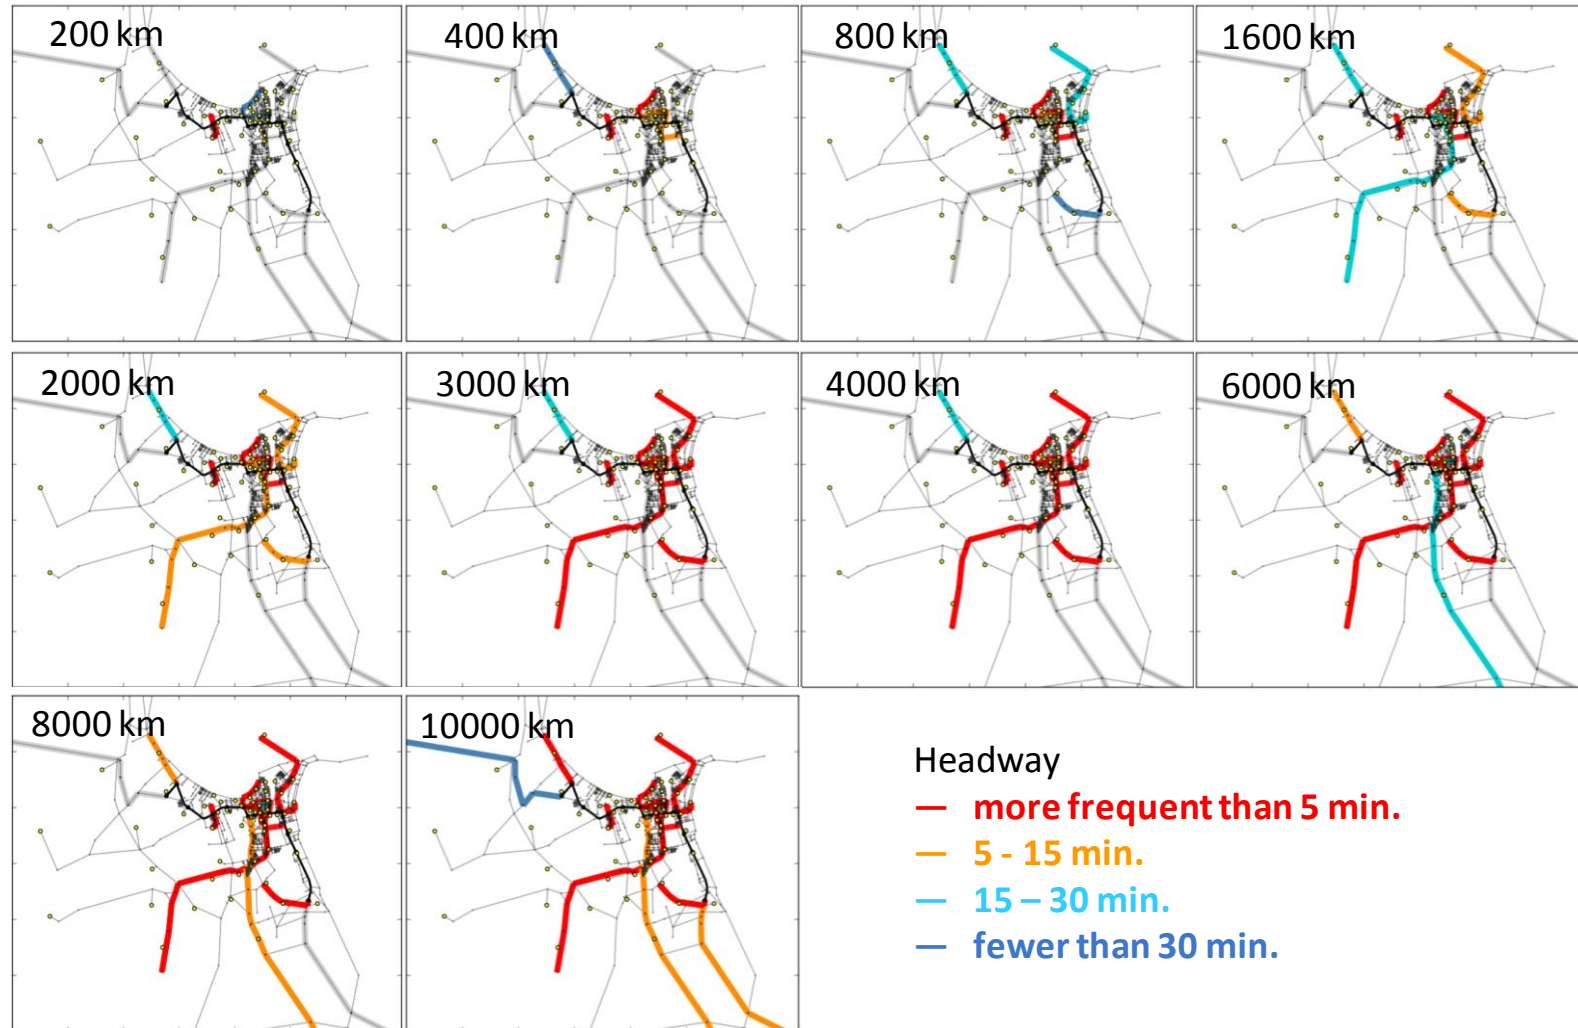 200 km
400 km
800 km
1600 km
2000 km
3000 km
4000 km
6000 km
8000 km
10000 km
Headway
more frequent than 5 min.
5 - 15 min.
15 – 30 min.
fewer than 30 min.